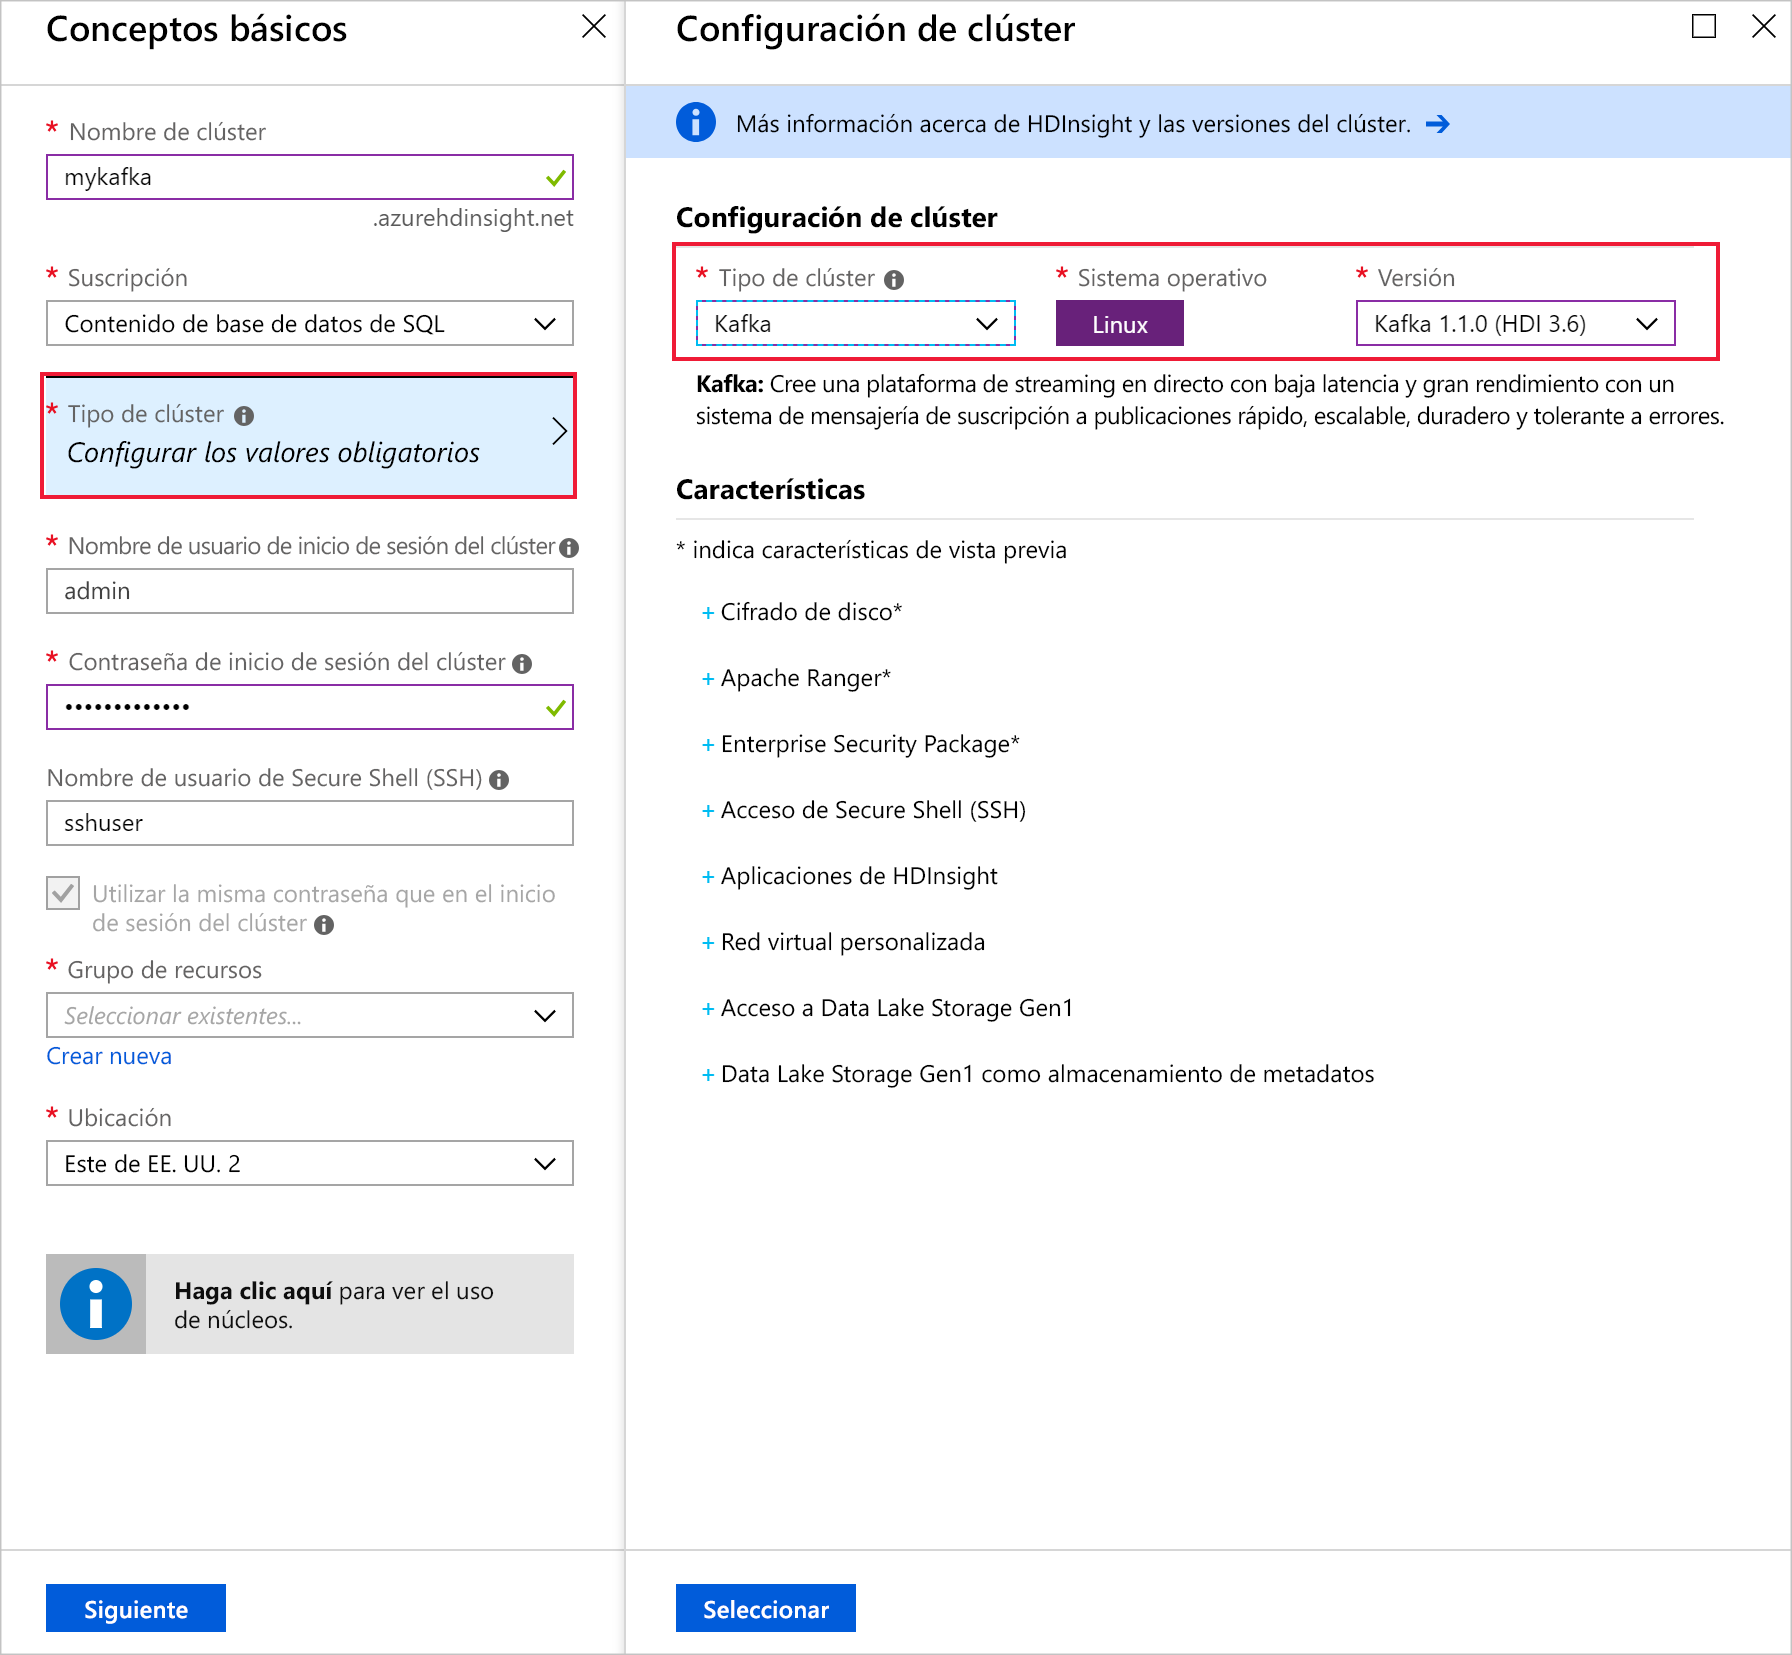 Conceptos básicos
* Nombre de clúster
mykafka
.azurehdinsight.net
* Suscripción
Contenido de base de datos de SQL
* Tipo de clúster
Configurar los valores obligatorios
* Nombre de usuario de inicio de sesión del clúster
admin
* Contraseña de inicio de sesión del clúster
•••••••••••••
Nombre de usuario de Secure Shell (SSH)
sshuser
Utilizar la misma contraseña que en el inicio
de sesión del clúster
* Grupo de recursos
Seleccionar existentes...
Crear nueva
* Ubicación
Este de EE. UU. 2
Haga clic aquí para ver el uso
de núcleos.
Siguiente
Configuración de clúster
Más información acerca de HDInsight y las versiones del clúster.
Configuración de clúster
* Tipo de clúster
Kafka
* Sistema operativo
Linux
* Versión
Kafka 1.1.0 (HDI 3.6)
Kafka: Cree una plataforma de streaming en directo con baja latencia y gran rendimiento con un
sistema de mensajería de suscripción a publicaciones rápido, escalable, duradero y tolerante a errores.
Características
* indica características de vista previa
+ Cifrado de disco*
+ Apache Ranger*
+ Enterprise Security Package*
+ Acceso de Secure Shell (SSH)
+ Aplicaciones de HDInsight
+ Red virtual personalizada
+ Acceso a Data Lake Storage Gen1
+ Data Lake Storage Gen1 como almacenamiento de metadatos
Seleccionar